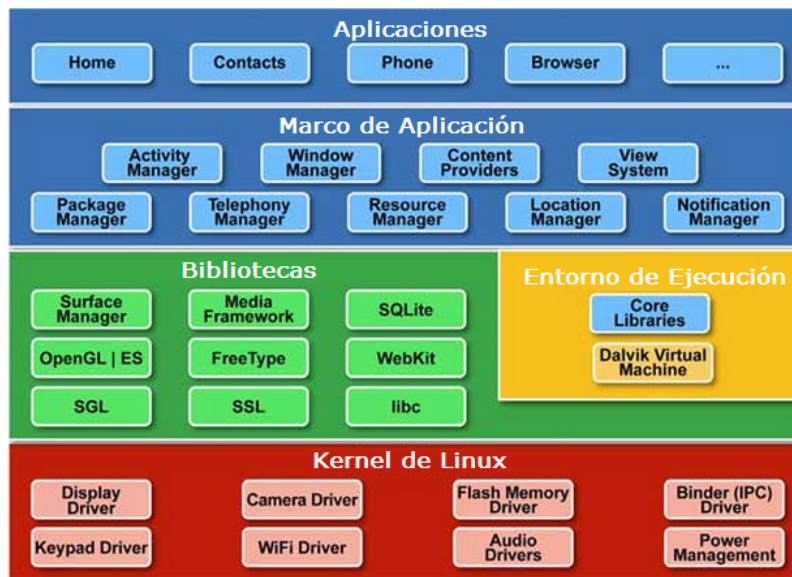 Aplicaciones
Home
Contacts
Phone
Browser
...
Marco de Aplicación
Activity
Manager
Window
Manager
Content
Providers
View
System
Package
Manager
Telephony
Manager
Resource
Manager
Location
Manager
Notification
Manager
Bibliotecas
Surface
Manager
Media
Framework
SQLite
OpenGL | ES
FreeType
WebKit
SGL
SSL
libc
Entorno de Ejecución
Core
Libraries
Dalvik Virtual
Machine
Kernel de Linux
Display
Driver
Camera Driver
Flash Memory
Driver
Binder (IPC)
Driver
Keypad Driver
WiFi Driver
Audio
Drivers
Power
Management